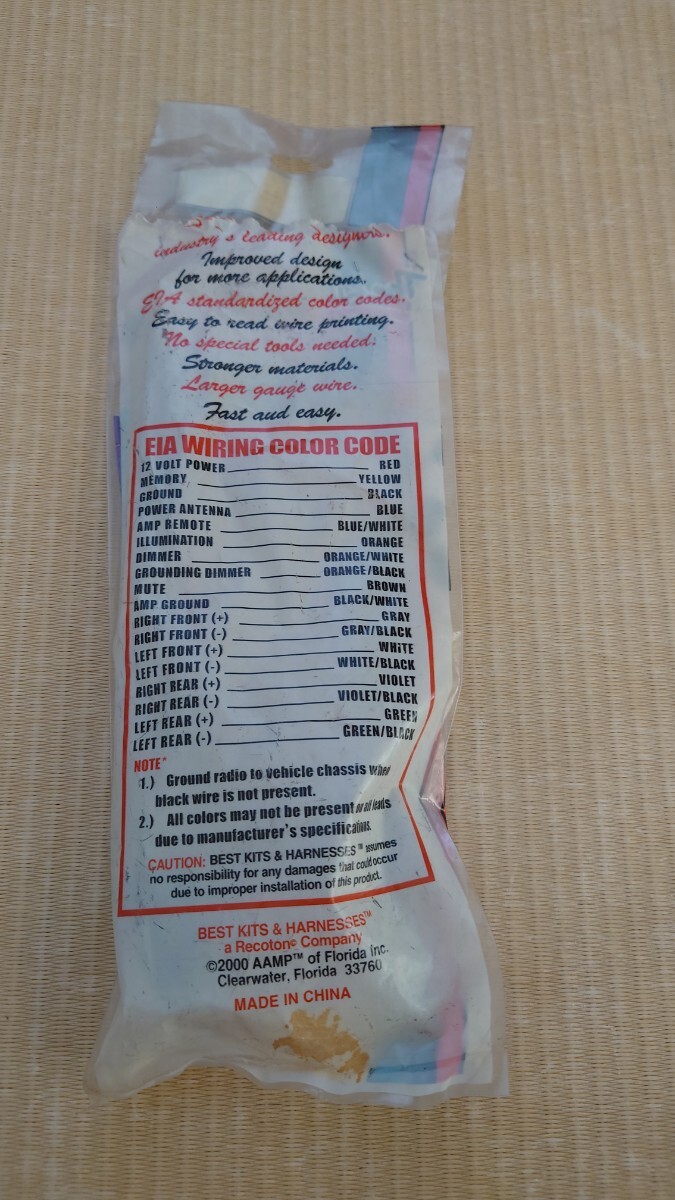 industry's leading designers.
Improved design
for more applications.
EIA standardized color codes.
Easy to read wire printing.
No special tools needed.
Stronger materials.
Larger gauge wire.
Fast and easy.
EIA WIRING COLOR CODE
12 VOLT POWER RED
MEMORY YELLOW
GROUND BLACK
POWER ANTENNA BLUE
AMP REMOTE BLUE/WHITE
ILLUMINATION ORANGE
DIMMER ORANGE/WHITE
GROUNDING DIMMER ORANGE/BLACK
MUTE BROWN
AMP GROUND BLACK/WHITE
RIGHT FRONT (+) GRAY
RIGHT FRONT (-) GRAY/BLACK
LEFT FRONT (+) WHITE
LEFT FRONT (-) WHITE/BLACK
RIGHT REAR (+) VIOLET
RIGHT REAR (-) VIOLET/BLACK
LEFT REAR (+) GREEN
LEFT REAR (-) GREEN/BLACK
NOTE*
1.) Ground radio to vehicle chassis when
black wire is not present.
2.) All colors may not be present on all leads
due to manufacturer's specifications.
CAUTION: BEST KITS & HARNESSES™ assumes
no responsibility for any damages that could occur
due to improper installation of this product.
BEST KITS & HARNESSES™
a Recoton® Company
©2000 AAMP™ of Florida Inc.
Clearwater, Florida 33760
MADE IN CHINA